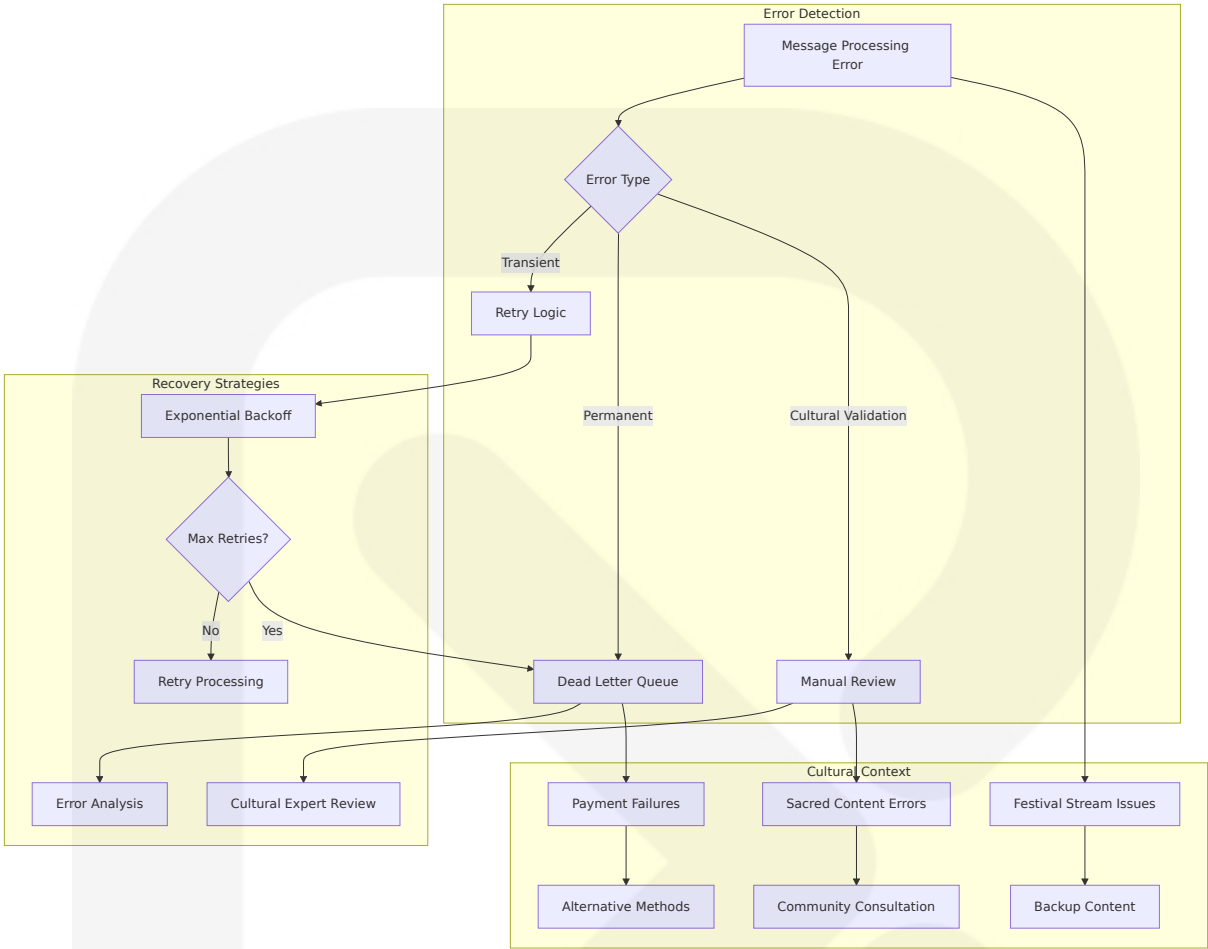 Error Detection
Message Processing
Error
Error Type
Transient
Retry Logic
Recovery Strategies
Exponential Backoff
Permanent
Cultural Validation
Max Retries?
No
Yes
Retry Processing
Dead Letter Queue
Manual Review
Cultural Context
Error Analysis
Cultural Expert Review
Payment Failures
Sacred Content Errors
Festival Stream Issues
Alternative Methods
Community Consultation
Backup Content